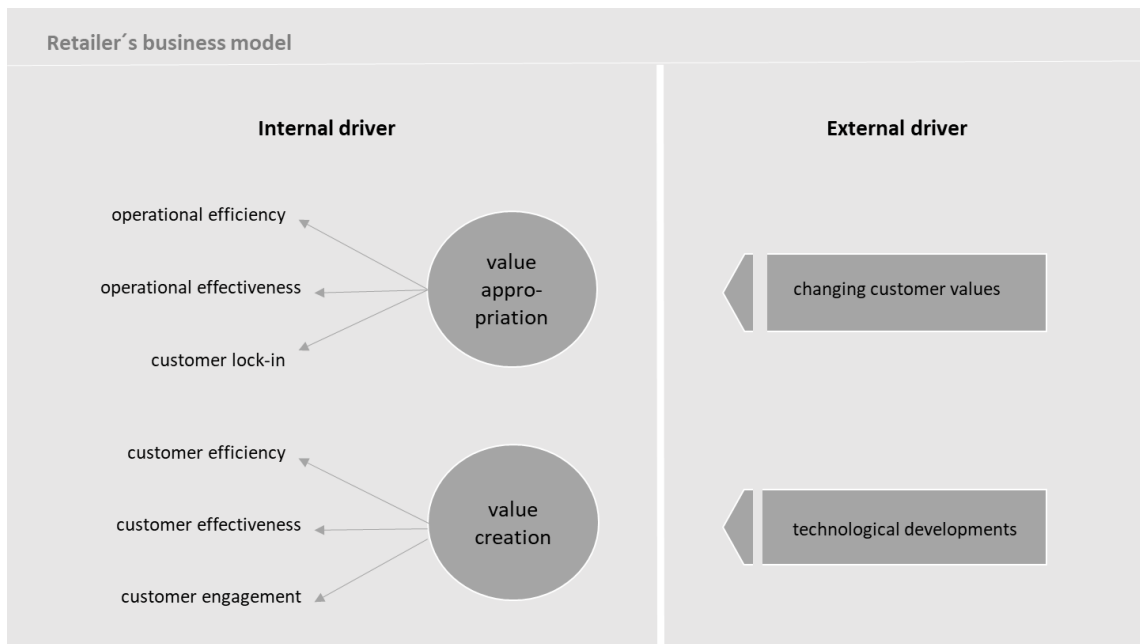 Retailer´s business model
Internal driver
External driver
operational efficiency
operational effectiveness
customer lock-in
value
appro-
priation
changing customer values
customer efficiency
customer effectiveness
customer engagement
value
creation
technological developments